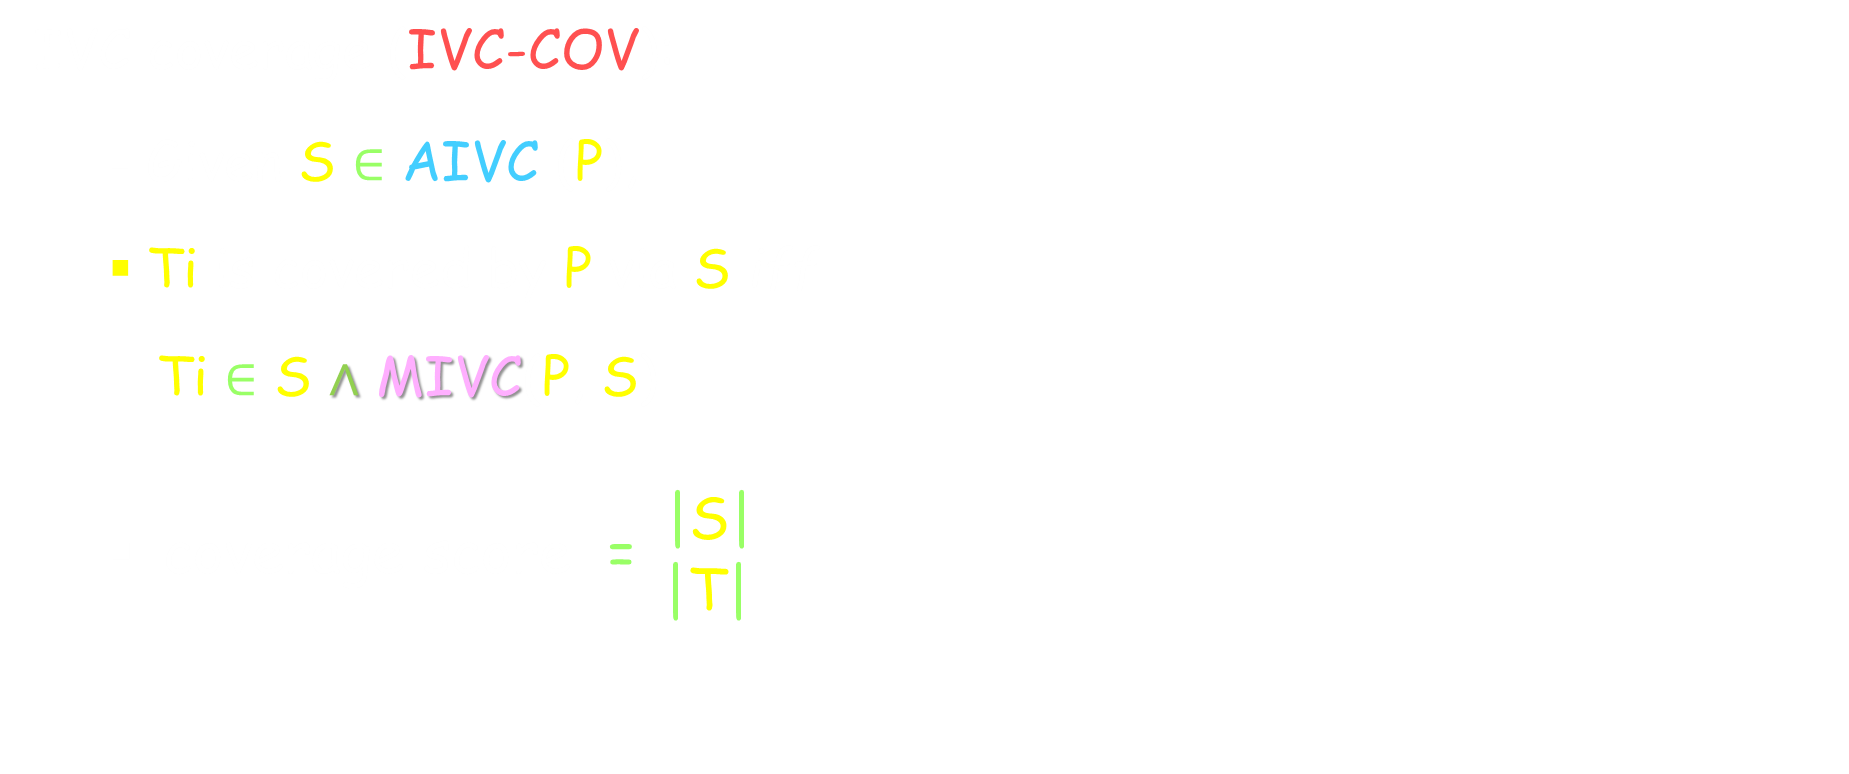 IVC-COV
S ∈ AIVC P
▪ Ti P S
Ti ∈ S ∧ MIVC P S
= |S|
|T|